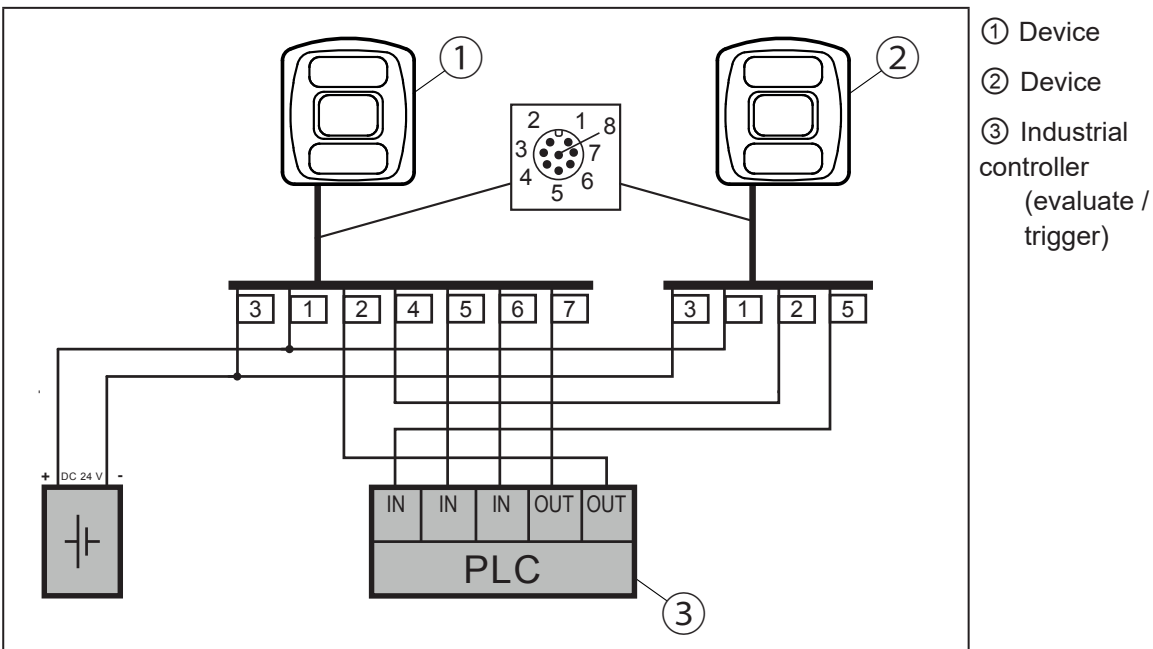 ① Device
② Device
③ Industrial
controller
(evaluate /
trigger)
1
2
2 1 8
3 7
4 6
5
3 1 2 4 5 6 7
3 1 2 5
+ DC 24 V -
IN IN IN OUT OUT
PLC
3